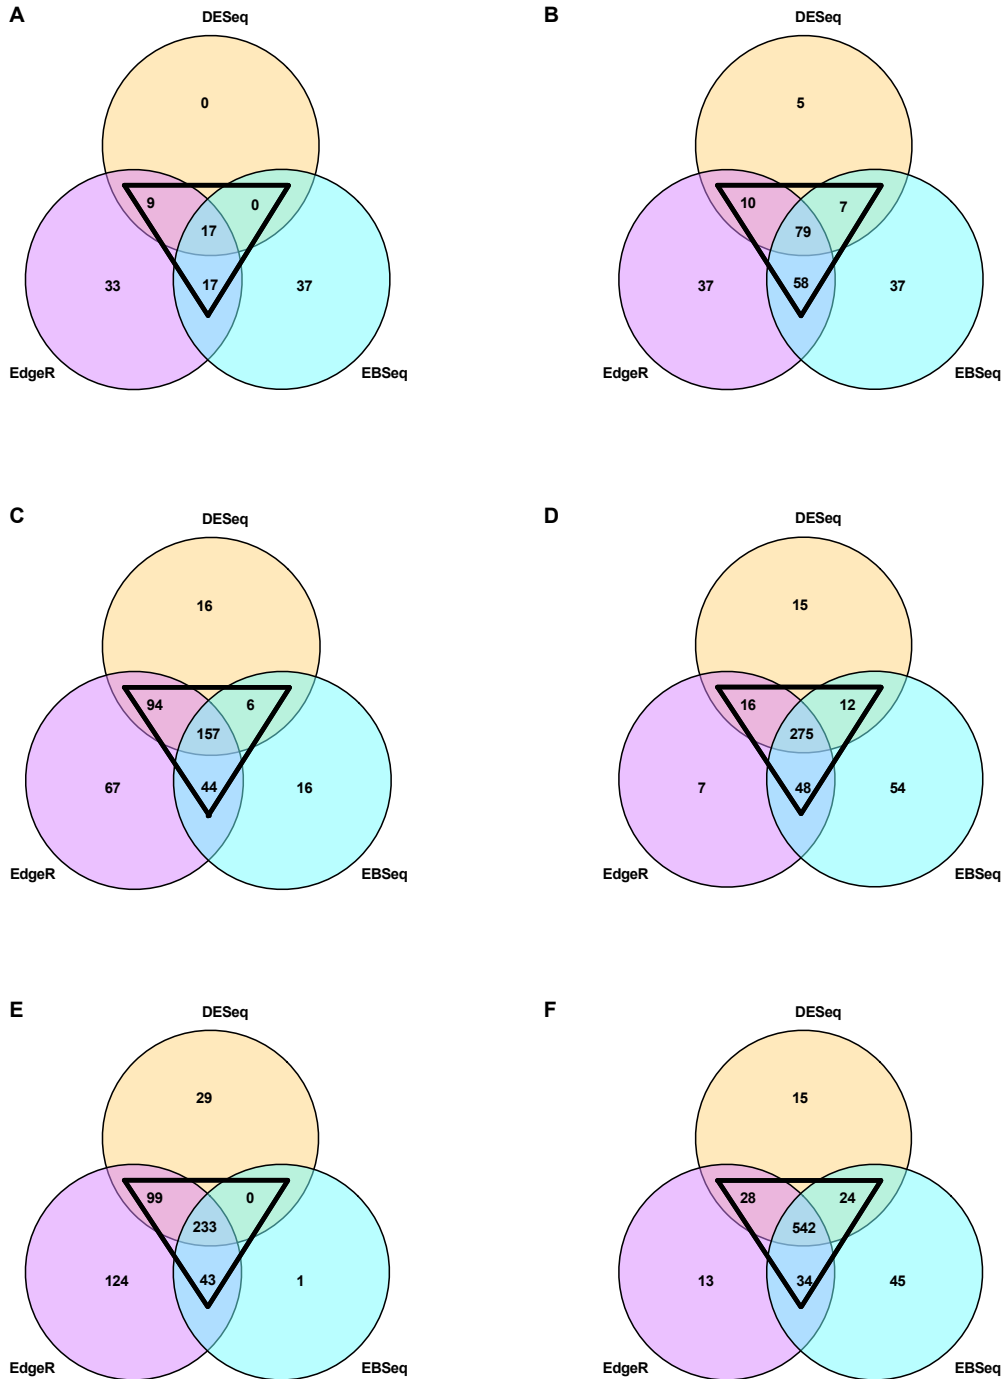 A
DESeq
0
9
0
17
33
17
37
EdgeR
EBSeq
B
DESeq
5
10
7
79
37
58
37
EdgeR
EBSeq
C
DESeq
16
94
6
157
67
44
16
EdgeR
EBSeq
D
DESeq
15
16
12
275
7
48
54
EdgeR
EBSeq
E
DESeq
29
99
0
233
124
43
1
EdgeR
EBSeq
F
DESeq
15
28
24
542
13
34
45
EdgeR
EBSeq